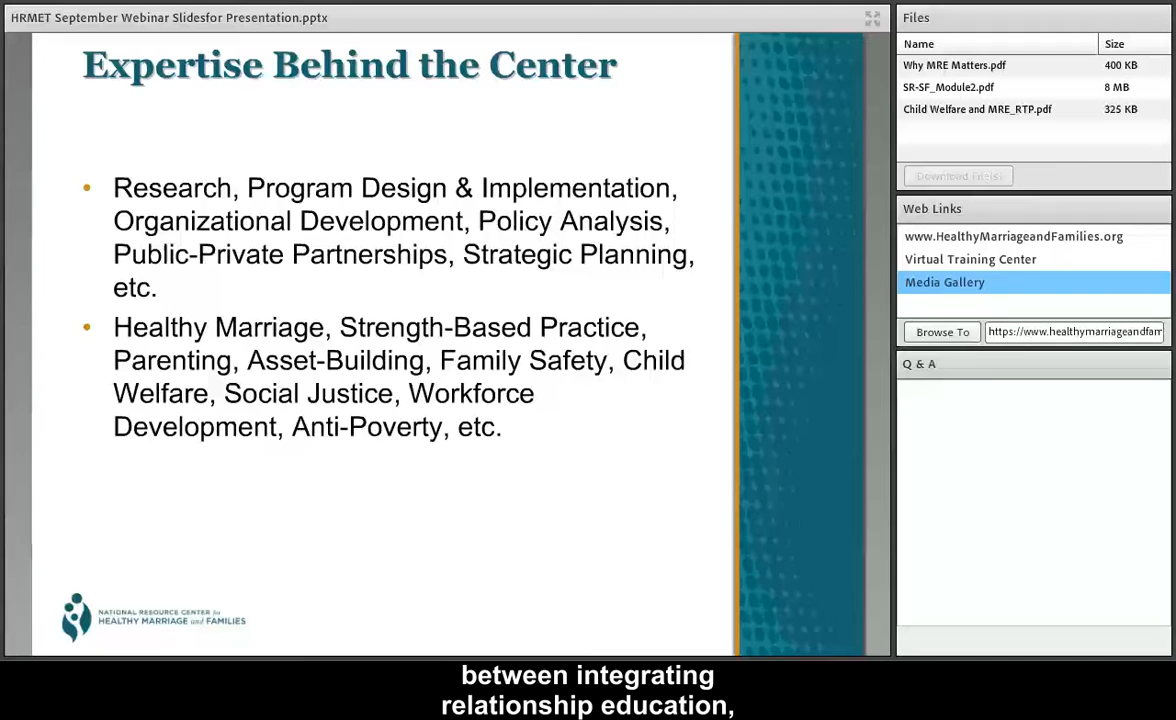 HRMET September Webinar Slidesfor Presentation.pptx
Expertise Behind the Center
• Research, Program Design & Implementation,
Organizational Development, Policy Analysis,
Public-Private Partnerships, Strategic Planning,
etc.
• Healthy Marriage, Strength-Based Practice,
Parenting, Asset-Building, Family Safety, Child
Welfare, Social Justice, Workforce
Development, Anti-Poverty, etc.
NATIONAL RESOURCE CENTER for
HEALTHY MARRIAGE and FAMILIES
Files
Name Size
Why MRE Matters.pdf 400 KB
SR-SF_Module2.pdf 8 MB
Child Welfare and MRE_RTP.pdf 325 KB
Download File(s)
Web Links
www.HealthyMarriageandFamilies.org
Virtual Training Center
Media Gallery
Browse To https://www.healthymarriageandfam
Q & A
between integrating
relationship education,